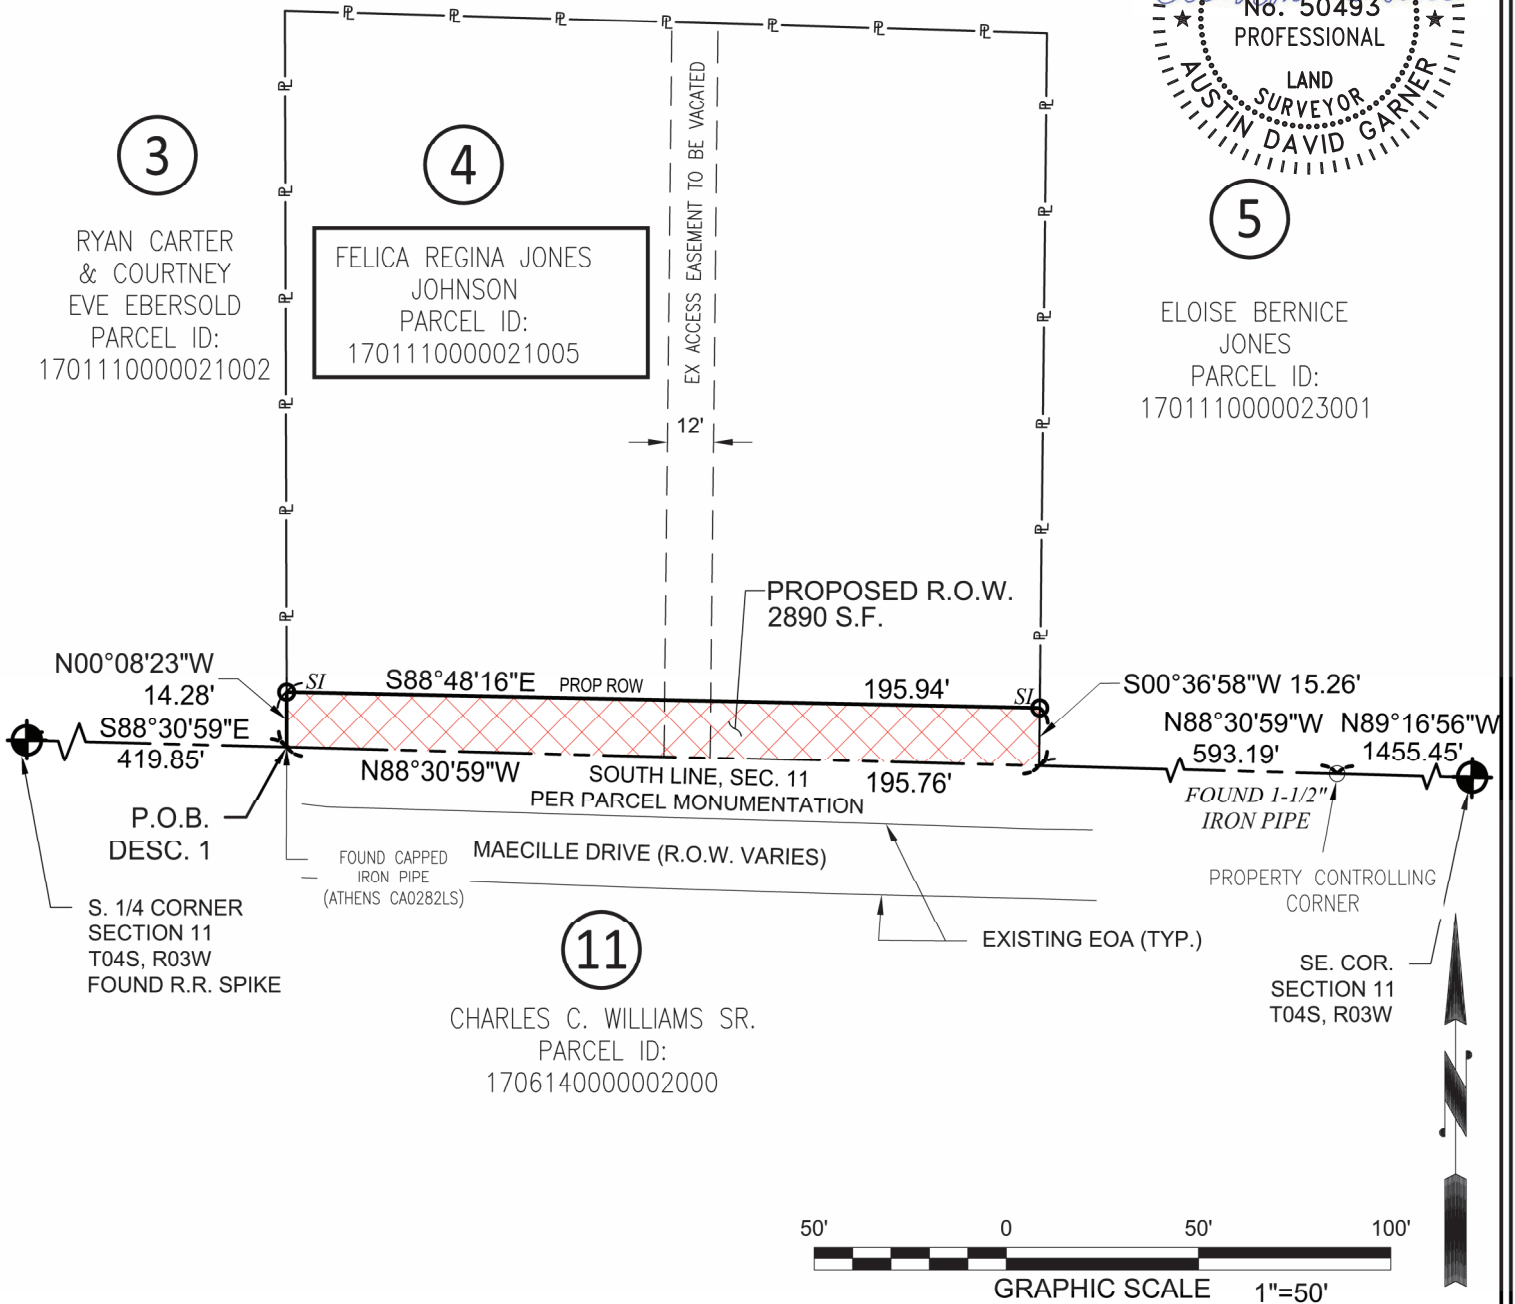 No. 50493
PROFESSIONAL
LAND
SURVEYOR
AUSTIN DAVID GARNER
3
RYAN CARTER
& COURTNEY
EVE EBERSOLD
PARCEL ID:
1701110000021002
4
FELICA REGINA JONES
JOHNSON
PARCEL ID:
1701110000021005
EX ACCESS EASEMENT TO BE VACATED
12'
5
ELOISE BERNICE
JONES
PARCEL ID:
1701110000023001
PROPOSED R.O.W.
2890 S.F.
N00°08'23"W
14.28'
SI
S88°48'16"E
PROP ROW
195.94'
SI
S00°36'58"W 15.26'
S88°30'59"E
419.85'
N88°30'59"W
SOUTH LINE, SEC. 11
195.76'
PER PARCEL MONUMENTATION
N88°30'59"W
593.19'
N89°16'56"W
1455.45'
FOUND 1-1/2"
IRON PIPE
P.O.B.
DESC. 1
FOUND CAPPED
IRON PIPE
(ATHENS CA0282LS)
MAECILLE DRIVE (R.O.W. VARIES)
PROPERTY CONTROLLING
CORNER
S. 1/4 CORNER
SECTION 11
T04S, R03W
FOUND R.R. SPIKE
EXISTING EOA (TYP.)
SE. COR.
SECTION 11
T04S, R03W
11
CHARLES C. WILLIAMS SR.
PARCEL ID:
1706140000002000
N
50'
0
50'
100'
GRAPHIC SCALE
1"=50'